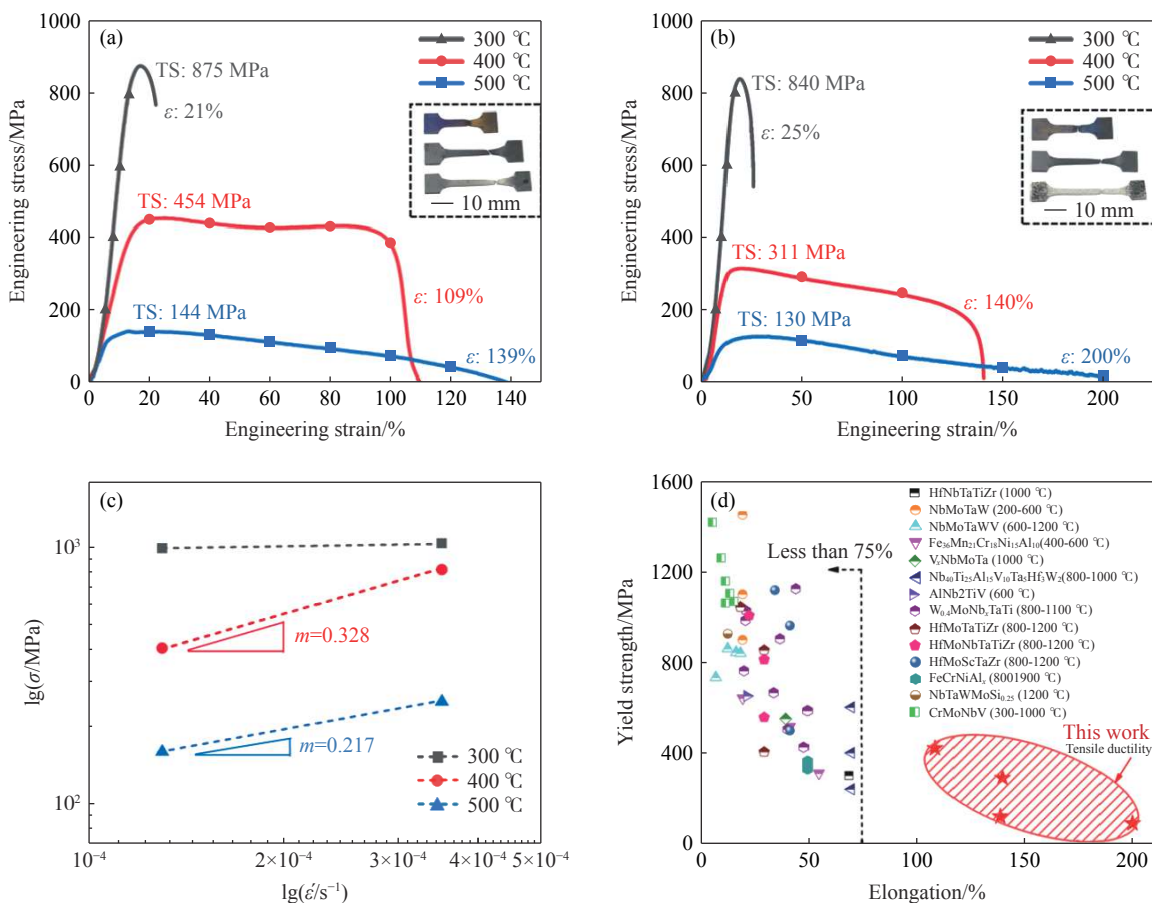 (a)
300 ℃
400 ℃
500 ℃
TS: 875 MPa
ε: 21%
TS: 454 MPa
ε: 109%
TS: 144 MPa
ε: 139%
10 mm
1000
800
600
400
200
0
0 20 40 60 80 100 120 140
Engineering stress/MPa
Engineering strain/%
(b)
300 ℃
400 ℃
500 ℃
TS: 840 MPa
ε: 25%
TS: 311 MPa
ε: 140%
TS: 130 MPa
ε: 200%
10 mm
1000
800
600
400
200
0
0 50 100 150 200
Engineering stress/MPa
Engineering strain/%
(c)
10³
10²
m=0.328
m=0.217
300 ℃
400 ℃
500 ℃
10⁻⁴ 2×10⁻⁴ 3×10⁻⁴ 4×10⁻⁴ 5×10⁻⁴
lg(σ/MPa)
lg(ε̇/s⁻¹)
(d)
HfNbTaTiZr (1000 ℃)
NbMoTaW (200-600 ℃)
NbMoTaWV (600-1200 ℃)
Fe₃₆Mn₂₁Cr₁₈Ni₁₅Al₁₀(400-600 ℃)
VₓNbMoTa (1000 ℃)
Nb₄₀Ti₂₅Al₁₅V₁₀Ta₅Hf₃W₂(800-1000 ℃)
AlNb2TiV (600 ℃)
W₀.₄MoNbₓTaTi (800-1100 ℃)
HfMoTaTiZr (800-1200 ℃)
HfMoNbTaTiZr (800-1200 ℃)
HfMoScTaZr (800-1200 ℃)
FeCrNiAlₓ (8001900 ℃)
NbTaWMoSi₀.₂₅ (1200 ℃)
CrMoNbV (300-1000 ℃)
Less than 75%
This work
Tensile ductility
1600
1200
800
400
0
0 50 100 150 200
Yield strength/MPa
Elongation/%